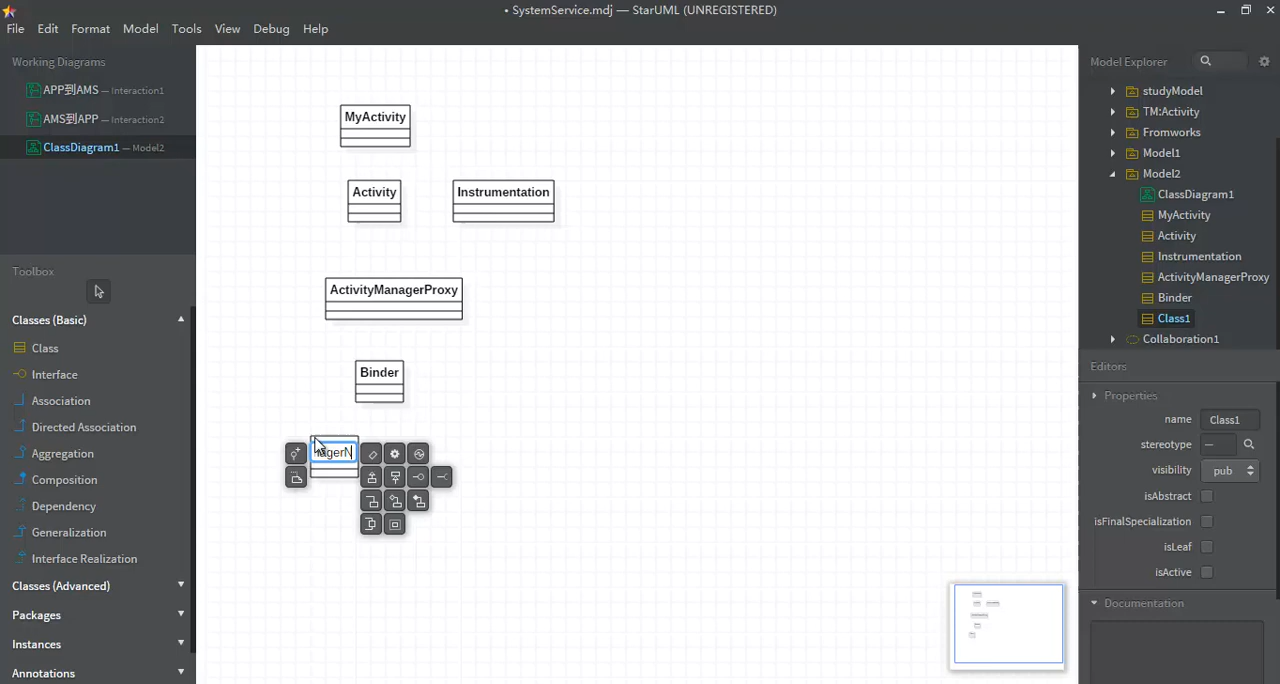 • SystemService.mdj — StarUML (UNREGISTERED)
File Edit Format Model Tools View Debug Help
Working Diagrams
APP到AMS — Interaction1
AMS到APP — Interaction2
ClassDiagram1 — Model2
Toolbox
Classes (Basic)
Class
Interface
Association
Directed Association
Aggregation
Composition
Dependency
Generalization
Interface Realization
Classes (Advanced)
Packages
Instances
Annotations
MyActivity
Activity
Instrumentation
ActivityManagerProxy
Binder
agerN
Model Explorer
studyModel
TM:Activity
Fromworks
Model1
Model2
ClassDiagram1
MyActivity
Activity
Instrumentation
ActivityManagerProxy
Binder
Class1
Collaboration1
Editors
Properties
name Class1
stereotype —
visibility pub
isAbstract
isFinalSpecialization
isLeaf
isActive
Documentation